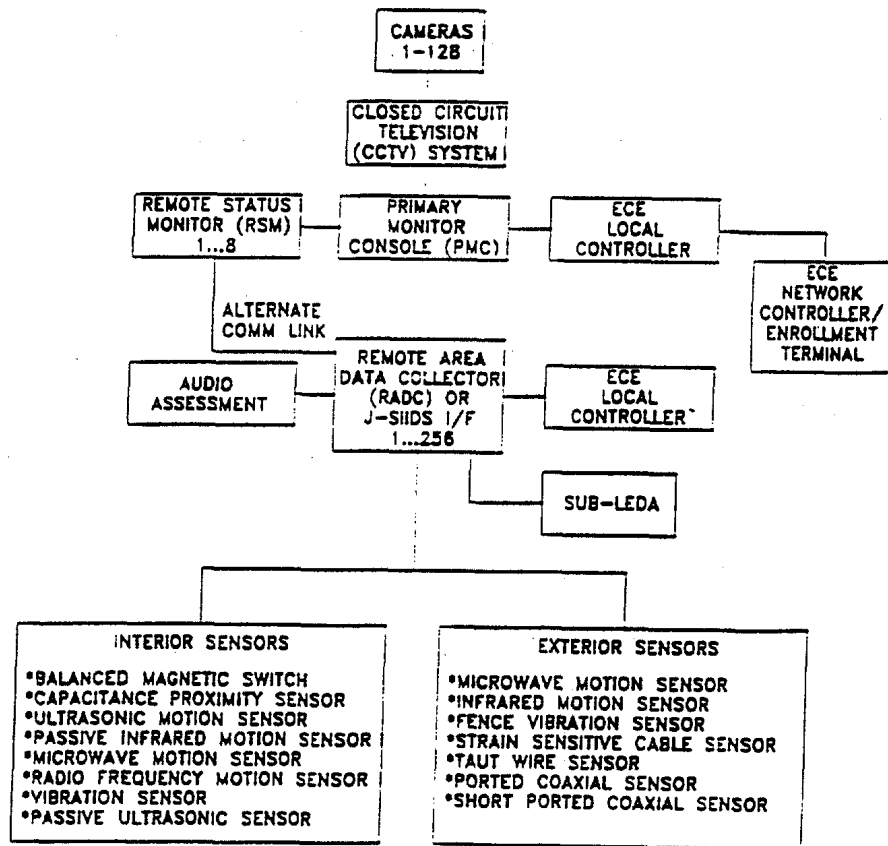 CAMERAS
1-128
CLOSED CIRCUIT
TELEVISION
(CCTV) SYSTEM
REMOTE STATUS
MONITOR (RSM)
1...8
PRIMARY
MONITOR
CONSOLE (PMC)
ECE
LOCAL
CONTROLLER
ECE
NETWORK
CONTROLLER/
ENROLLMENT
TERMINAL
ALTERNATE
COMM LINK
AUDIO
ASSESSMENT
REMOTE AREA
DATA COLLECTOR
(RADC) OR
J-SIIDS I/F
1...256
ECE
LOCAL
CONTROLLER
SUB-LEDA
INTERIOR SENSORS
*BALANCED MAGNETIC SWITCH
*CAPACITANCE PROXIMITY SENSOR
*ULTRASONIC MOTION SENSOR
*PASSIVE INFRARED MOTION SENSOR
*MICROWAVE MOTION SENSOR
*RADIO FREQUENCY MOTION SENSOR
*VIBRATION SENSOR
*PASSIVE ULTRASONIC SENSOR
EXTERIOR SENSORS
*MICROWAVE MOTION SENSOR
*INFRARED MOTION SENSOR
*FENCE VIBRATION SENSOR
*STRAIN SENSITIVE CABLE SENSOR
*TAUT WIRE SENSOR
*PORTED COAXIAL SENSOR
*SHORT PORTED COAXIAL SENSOR